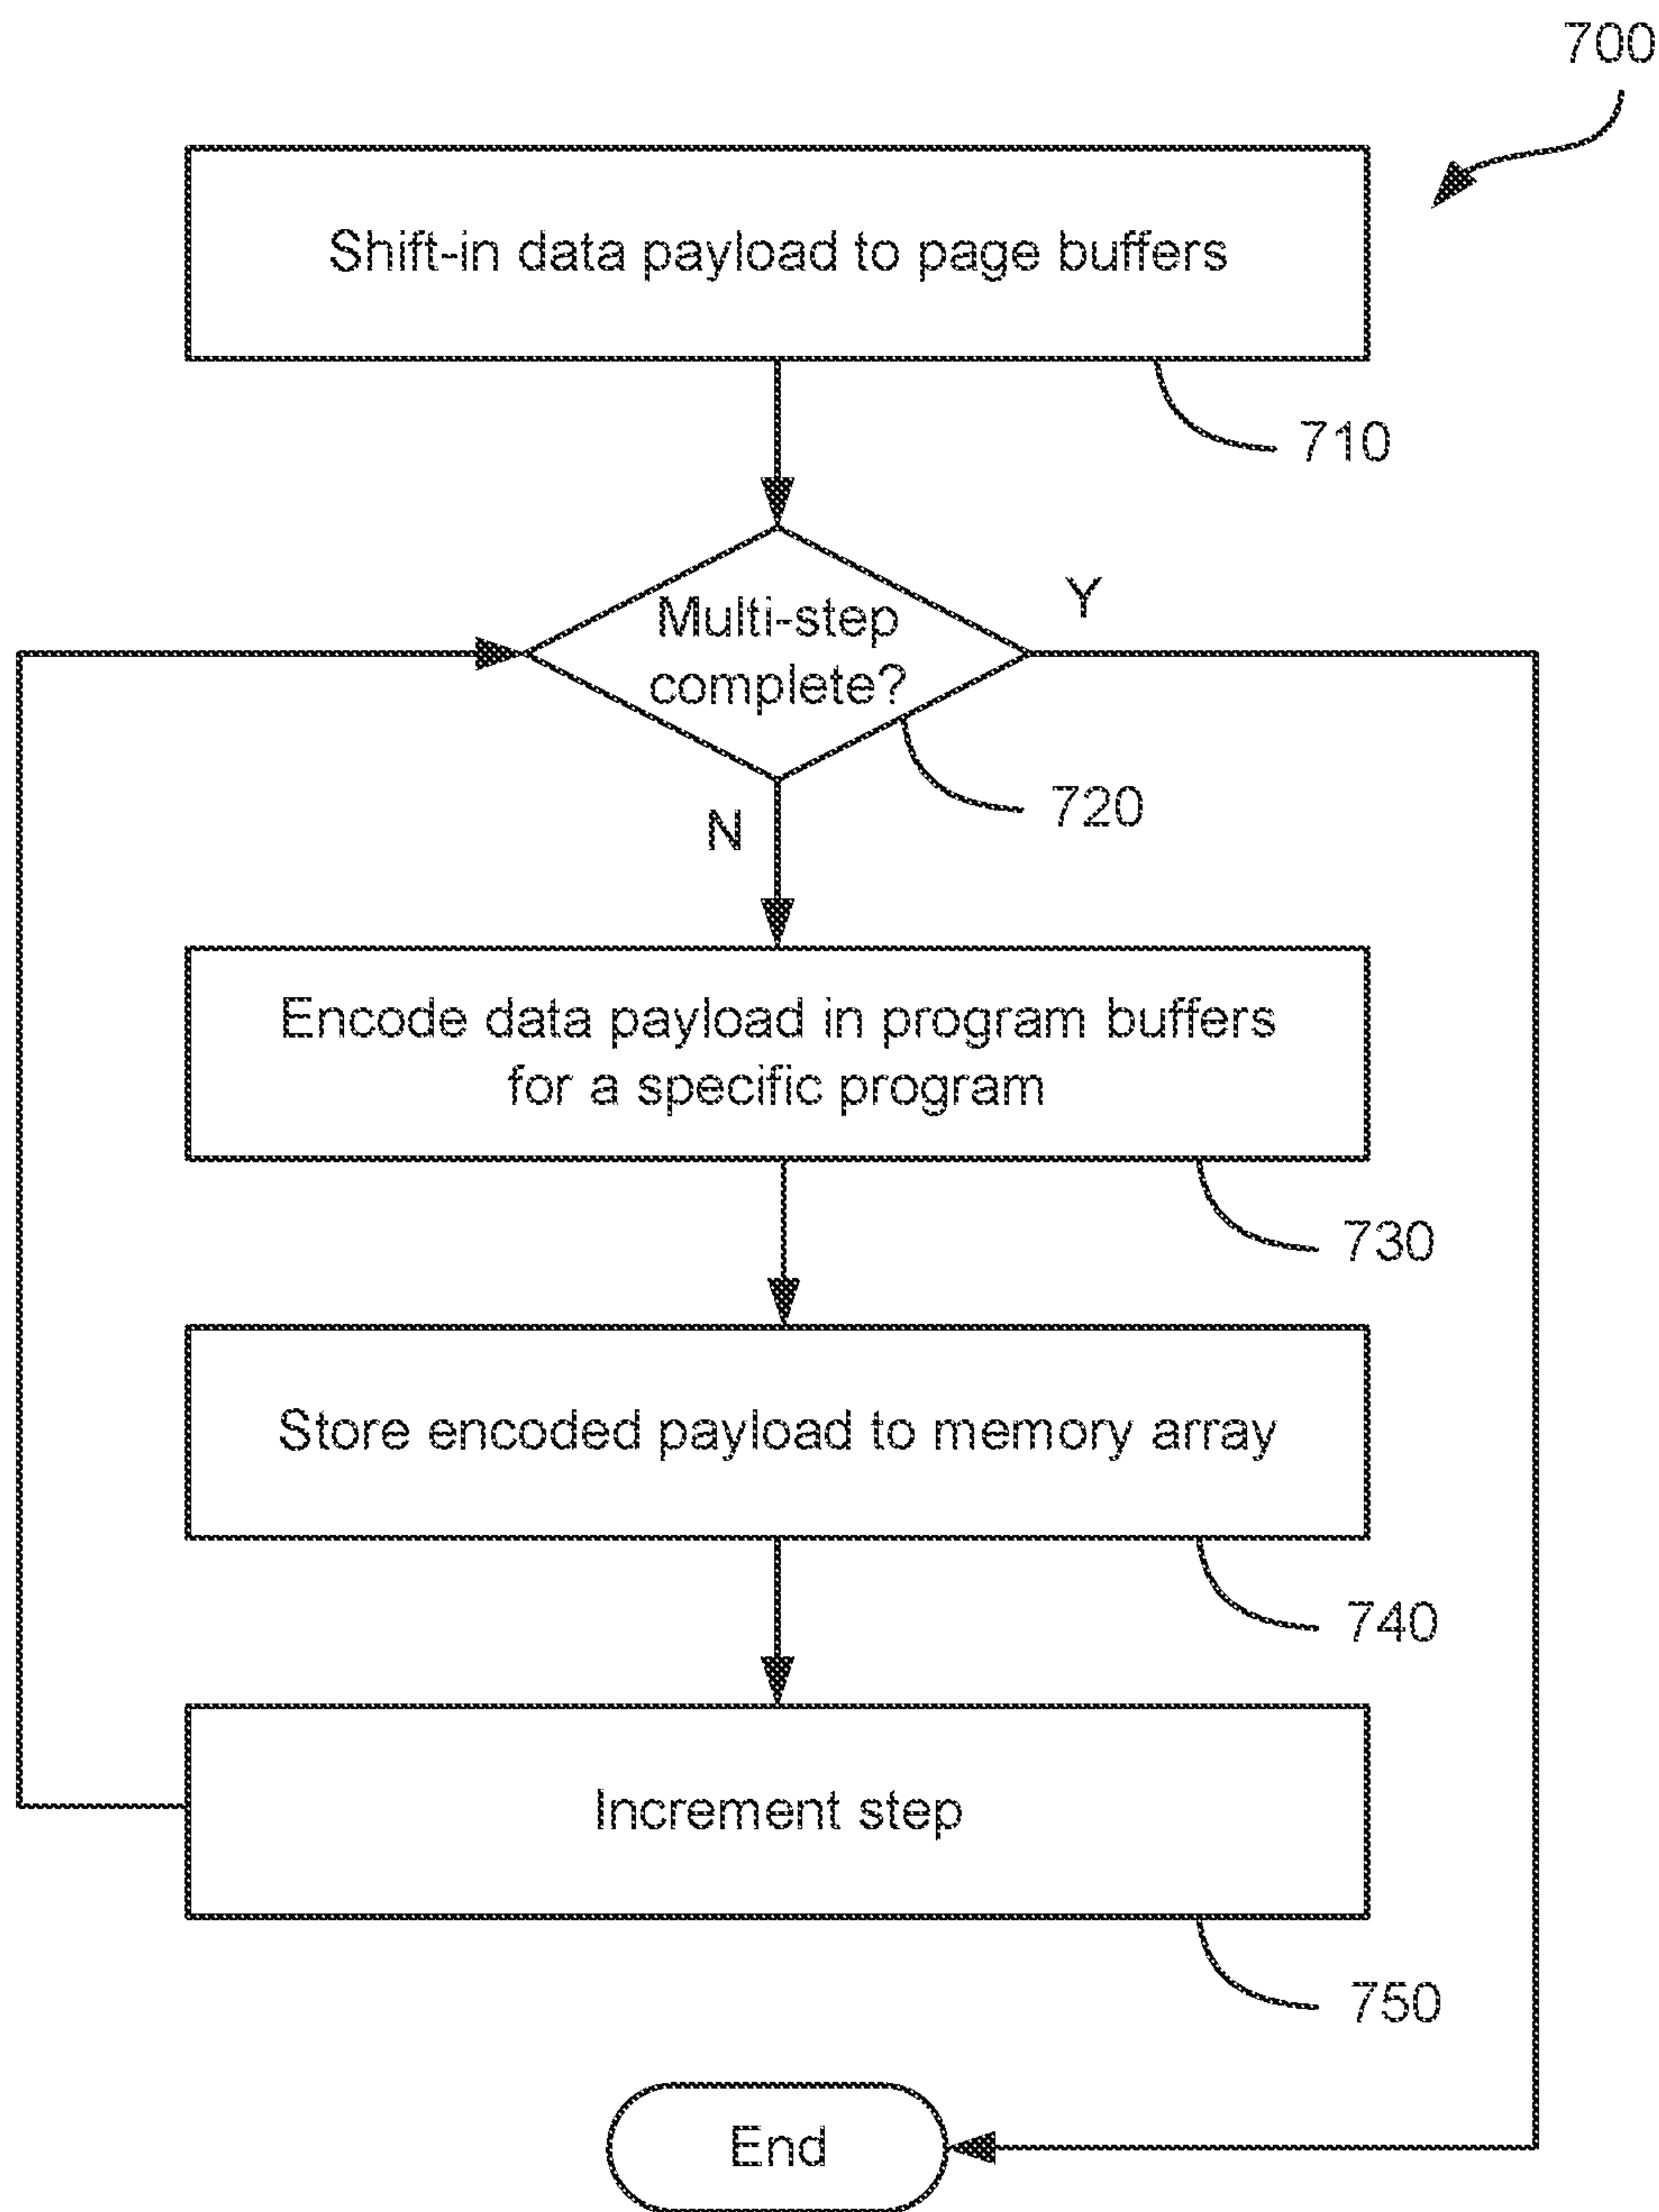 700
Shift-in data payload to page buffers
710
Multi-step
complete?
Y
720
N
Encode data payload in program buffers
for a specific program
730
Store encoded payload to memory array
740
Increment step
750
End